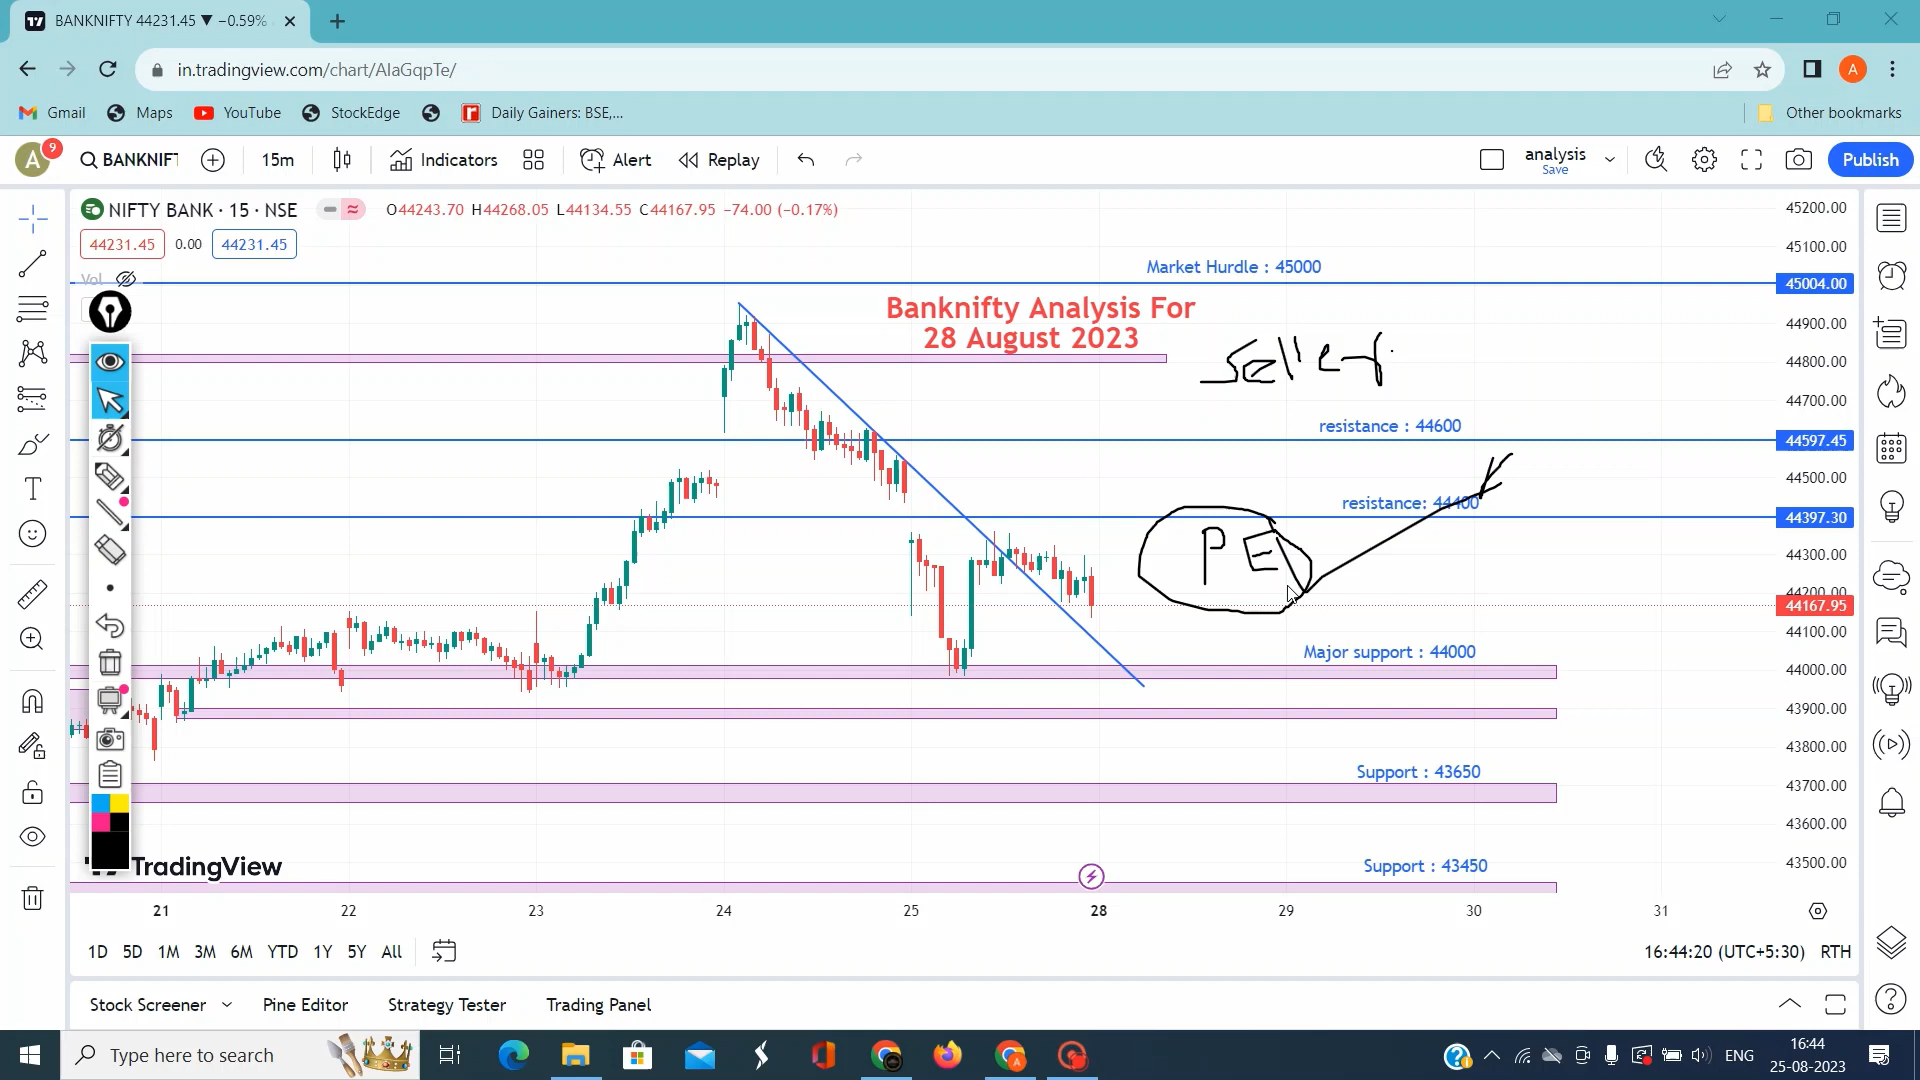 BANKNIFTY 44231.45 ▼ −0.59%
in.tradingview.com/chart/AlaGqpTe/
Gmail Maps YouTube StockEdge Daily Gainers: BSE,... Other bookmarks
A 9 BANKNIFT 15m Indicators Alert Replay analysis Save Publish
NIFTY BANK · 15 · NSE O44243.70 H44268.05 L44134.55 C44167.95 −74.00 (−0.17%)
44231.45 0.00 44231.45
Vol
Market Hurdle : 45000
Banknifty Analysis For
28 August 2023
Seller
resistance : 44600
resistance: 44400
PE
Major support : 44000
Support : 43650
Support : 43450
45200.00
45100.00
45004.00
44900.00
44800.00
44700.00
44597.45
44500.00
44397.30
44300.00
44200.00
44167.95
44100.00
44000.00
43900.00
43800.00
43700.00
43600.00
43500.00
TradingView
21 22 23 24 25 28 29 30 31
1D 5D 1M 3M 6M YTD 1Y 5Y All 16:44:20 (UTC+5:30) RTH
Stock Screener Pine Editor Strategy Tester Trading Panel
Type here to search ENG 16:44
25-08-2023